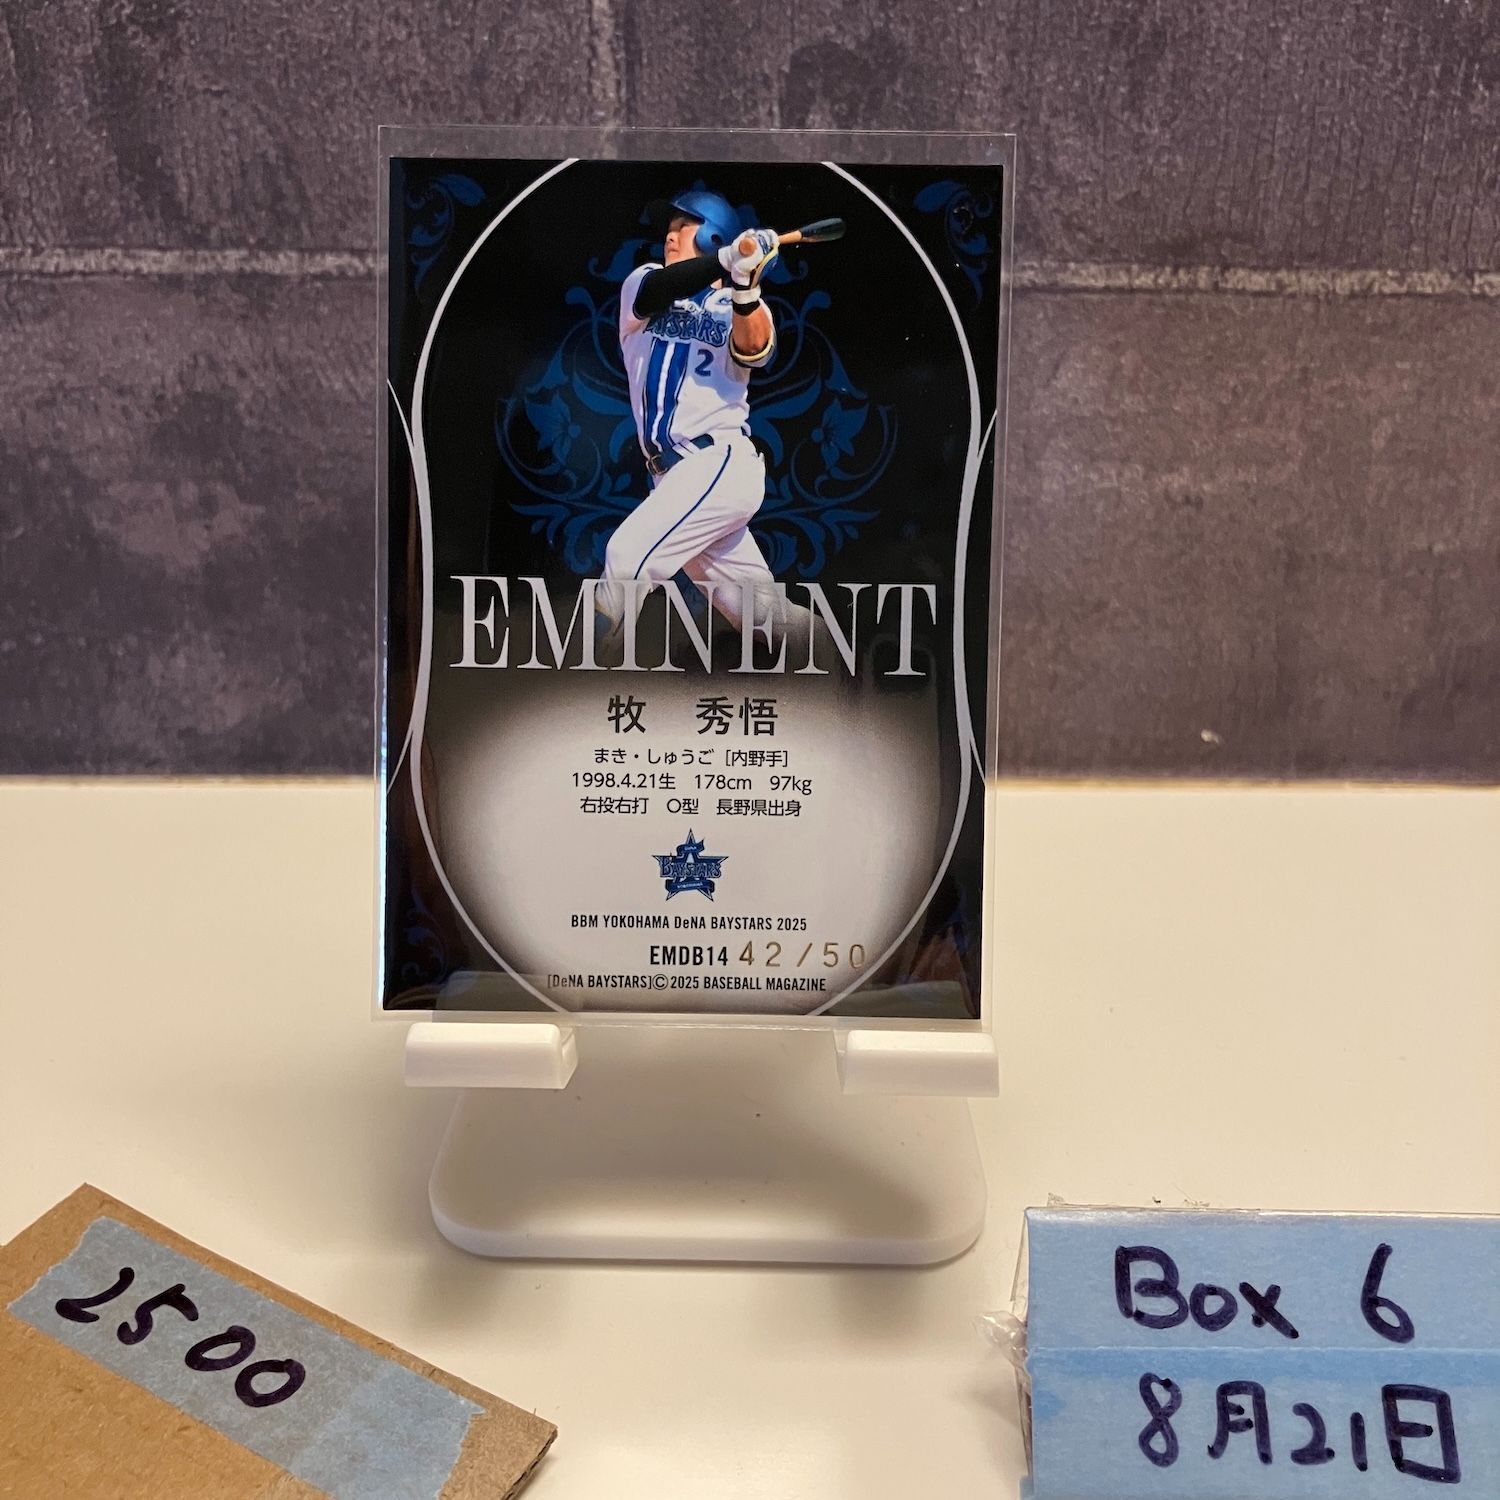 BAYSTARS
2
EMINENT
牧 秀悟
まき・しゅうご [内野手]
1998.4.21生 178cm 97kg
右投右打 O型 長野県出身
BAYSTARS
YOKOHAMA
BBM YOKOHAMA DeNA BAYSTARS 2025
EMDB14 42/50
[DeNA BAYSTARS]©2025 BASEBALL MAGAZINE
2500
Box 6
8月21日